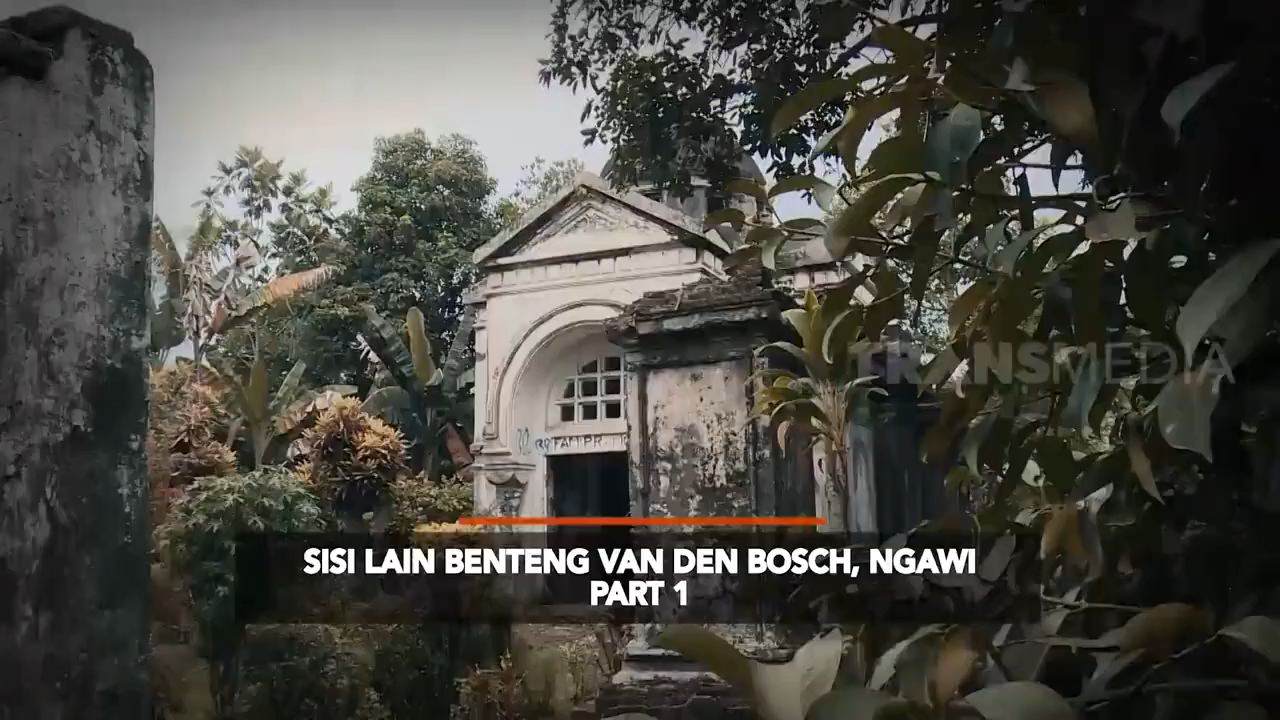 TRANSMEDIA
SISI LAIN BENTENG VAN DEN BOSCH, NGAWI
PART 1